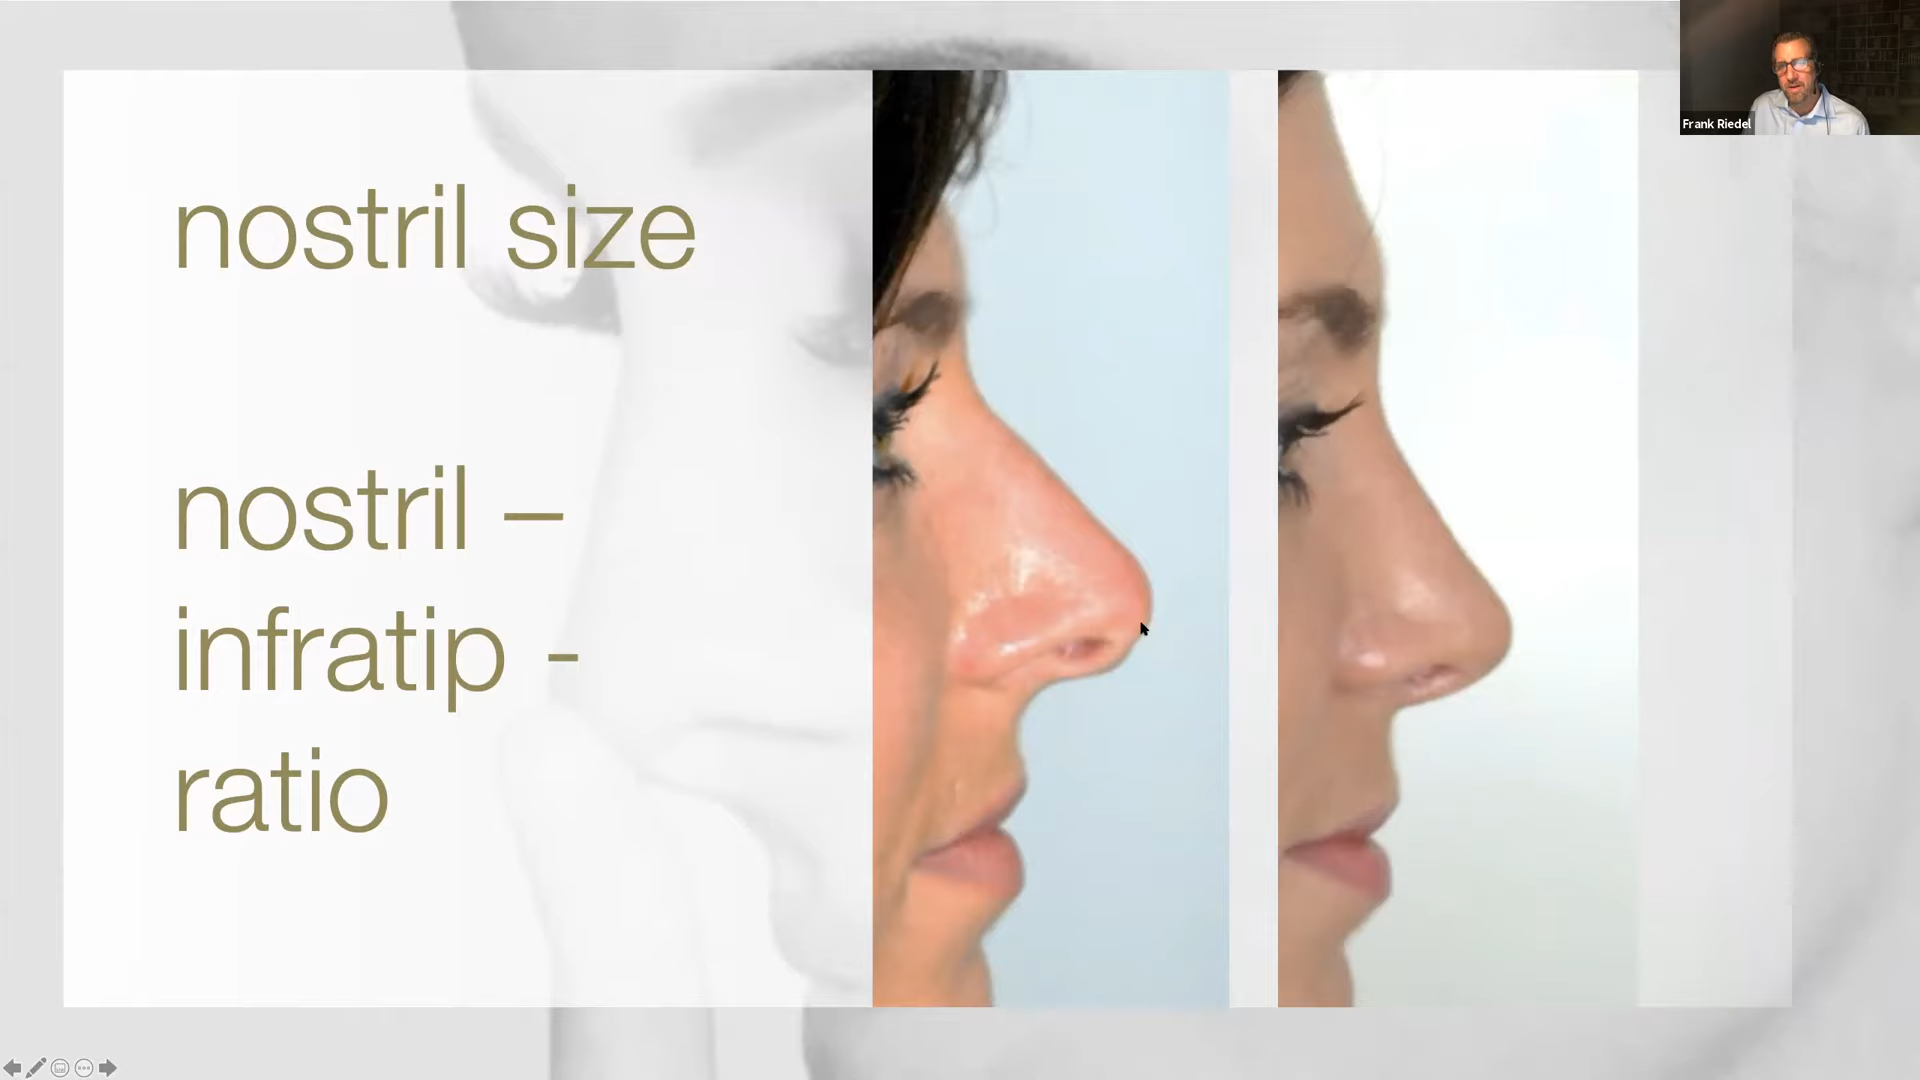 nostril size
nostril –
infratip -
ratio
Frank Riedel